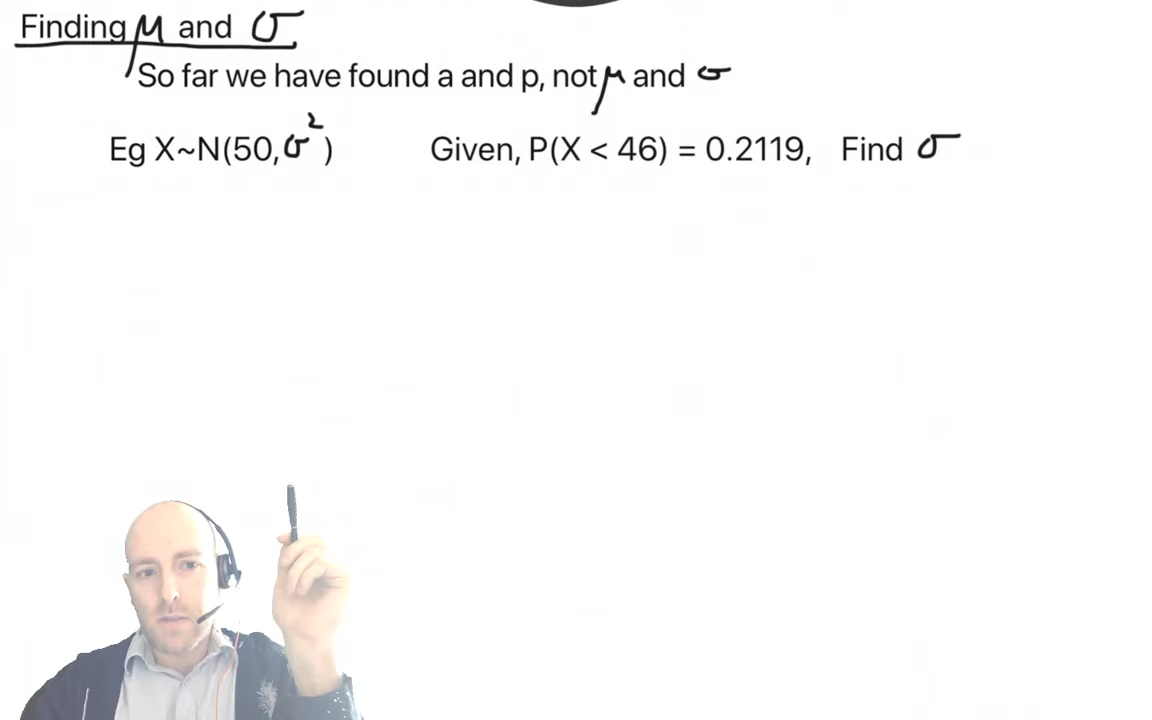 Finding μ and σ
So far we have found a and p, not μ and σ
Eg X~N(50,σ²) Given, P(X < 46) = 0.2119, Find σ